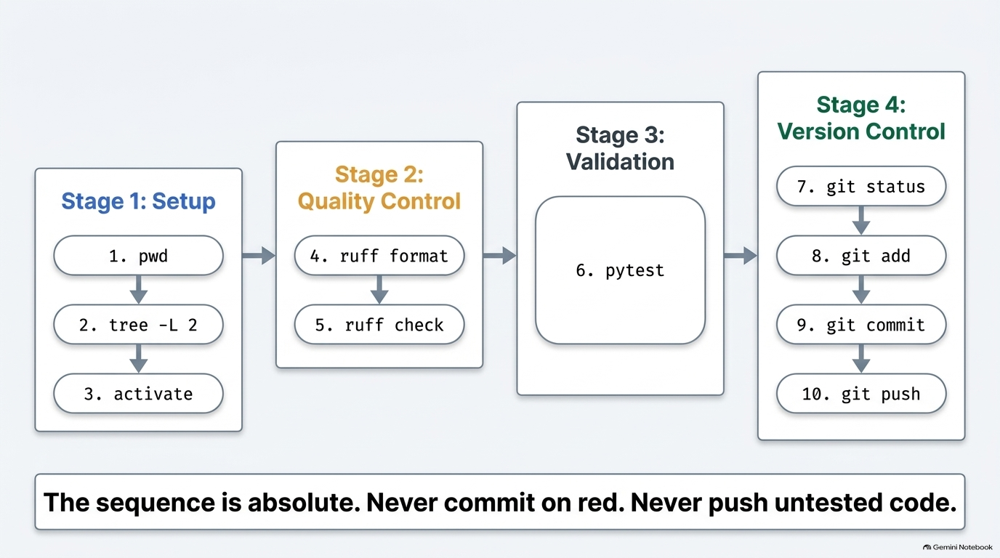 Stage 1: Setup
1. pwd
2. tree -L 2
3. activate
Stage 2:
Quality Control
4. ruff format
5. ruff check
Stage 3:
Validation
6. pytest
Stage 4:
Version Control
7. git status
8. git add
9. git commit
10. git push
The sequence is absolute. Never commit on red. Never push untested code.
Gemini Notebook